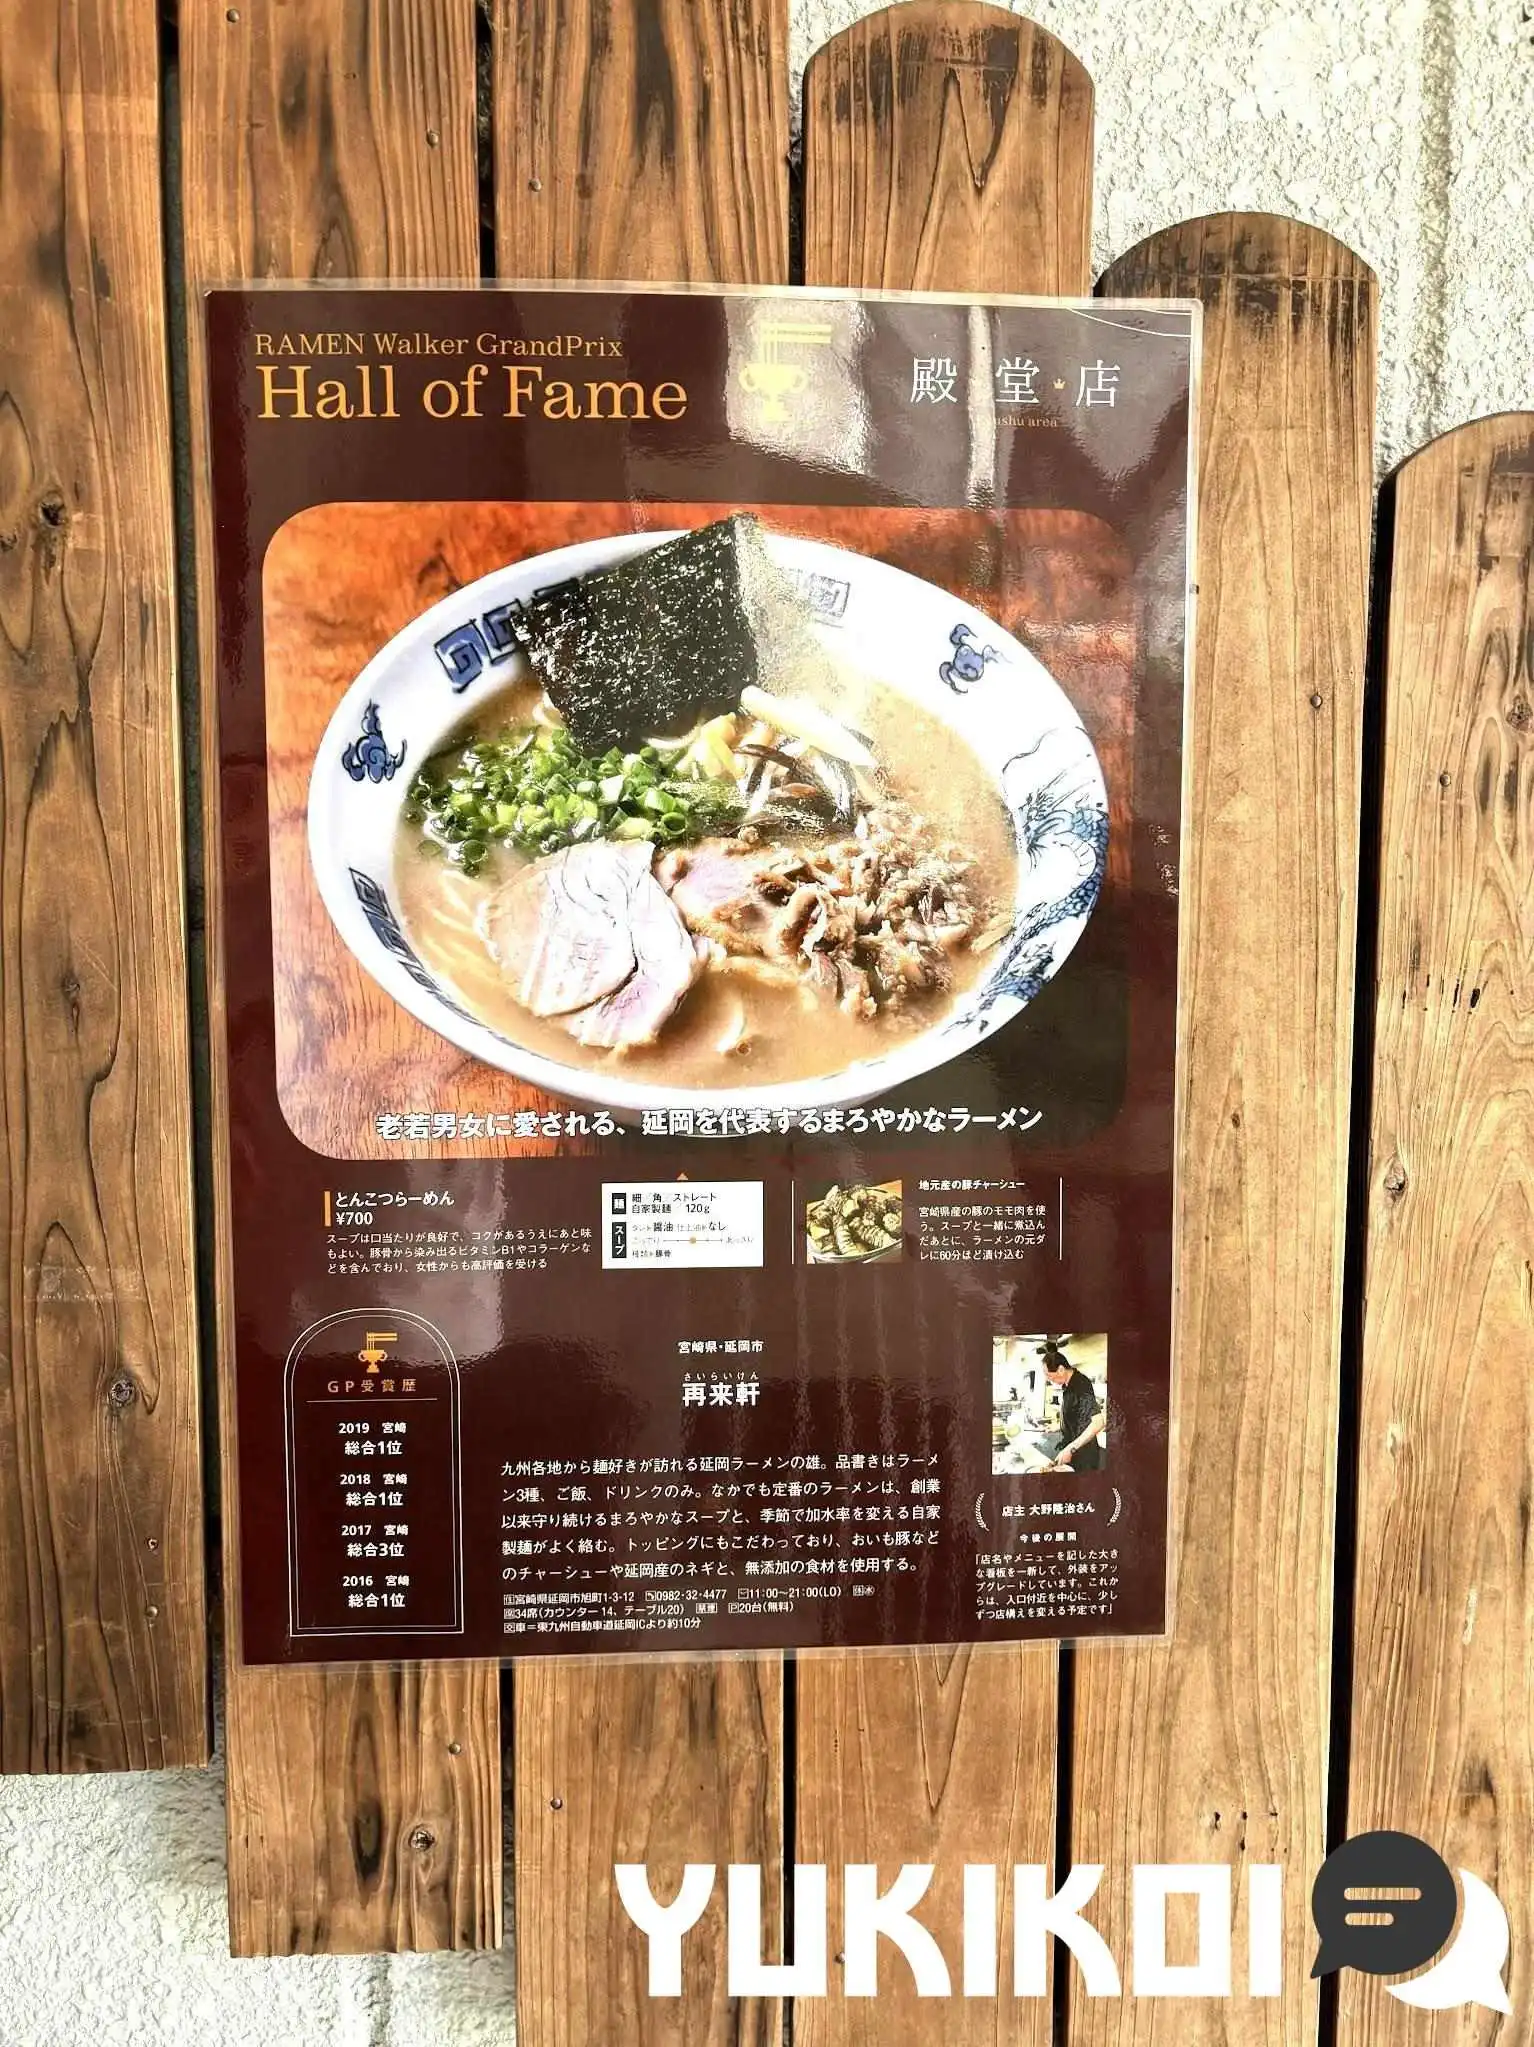 RAMEN Walker GrandPrix
Hall of Fame
殿堂店
老若男女に愛される、延岡を代表するまろやかなラーメン
とんこつらーめん
¥700
スープは口当たりが良好で、コクがあるうえにあと味
もよい。豚骨から染み出るビタミンB1やコラーゲンな
どを含んでおり、女性からも高評価を受ける
麺
細／角／ストレート
自家製麺／120g
スープ
醤油 なし
こってり あっさり
種類 豚骨
地元産の豚チャーシュー
宮崎県産の豚のモモ肉を使
う。スープと一緒に煮込ん
だあとに、ラーメンの元ダ
レに60分ほど漬け込む
GP受賞歴
2019 宮崎
総合1位
2018 宮崎
総合1位
2017 宮崎
総合3位
2016 宮崎
総合1位
宮崎県・延岡市
さいらいけん
再来軒
九州各地から麺好きが訪れる延岡ラーメンの雄。品書きはラーメ
ン3種、ご飯、ドリンクのみ。なかでも定番のラーメンは、創業
以来守り続けるまろやかなスープと、季節で加水率を変える自家
製麺がよく絡む。トッピングにもこだわっており、おいも豚など
のチャーシューや延岡産のネギと、無添加の食材を使用する。
住宮崎県延岡市旭町1-3-12 0982-32-4477 11:00～21:00(LO) 休水
席34席(カウンター14、テーブル20) 禁煙 P20台(無料)
交車＝東九州自動車道延岡ICより約10分
店主 大野隆治さん
今後の展開
「店名やメニューを記した大き
な看板を一新して、外装をアッ
プグレードしています。これか
らは、入口付近を中心に、少し
ずつ店構えを変える予定です」
YUKIKOI